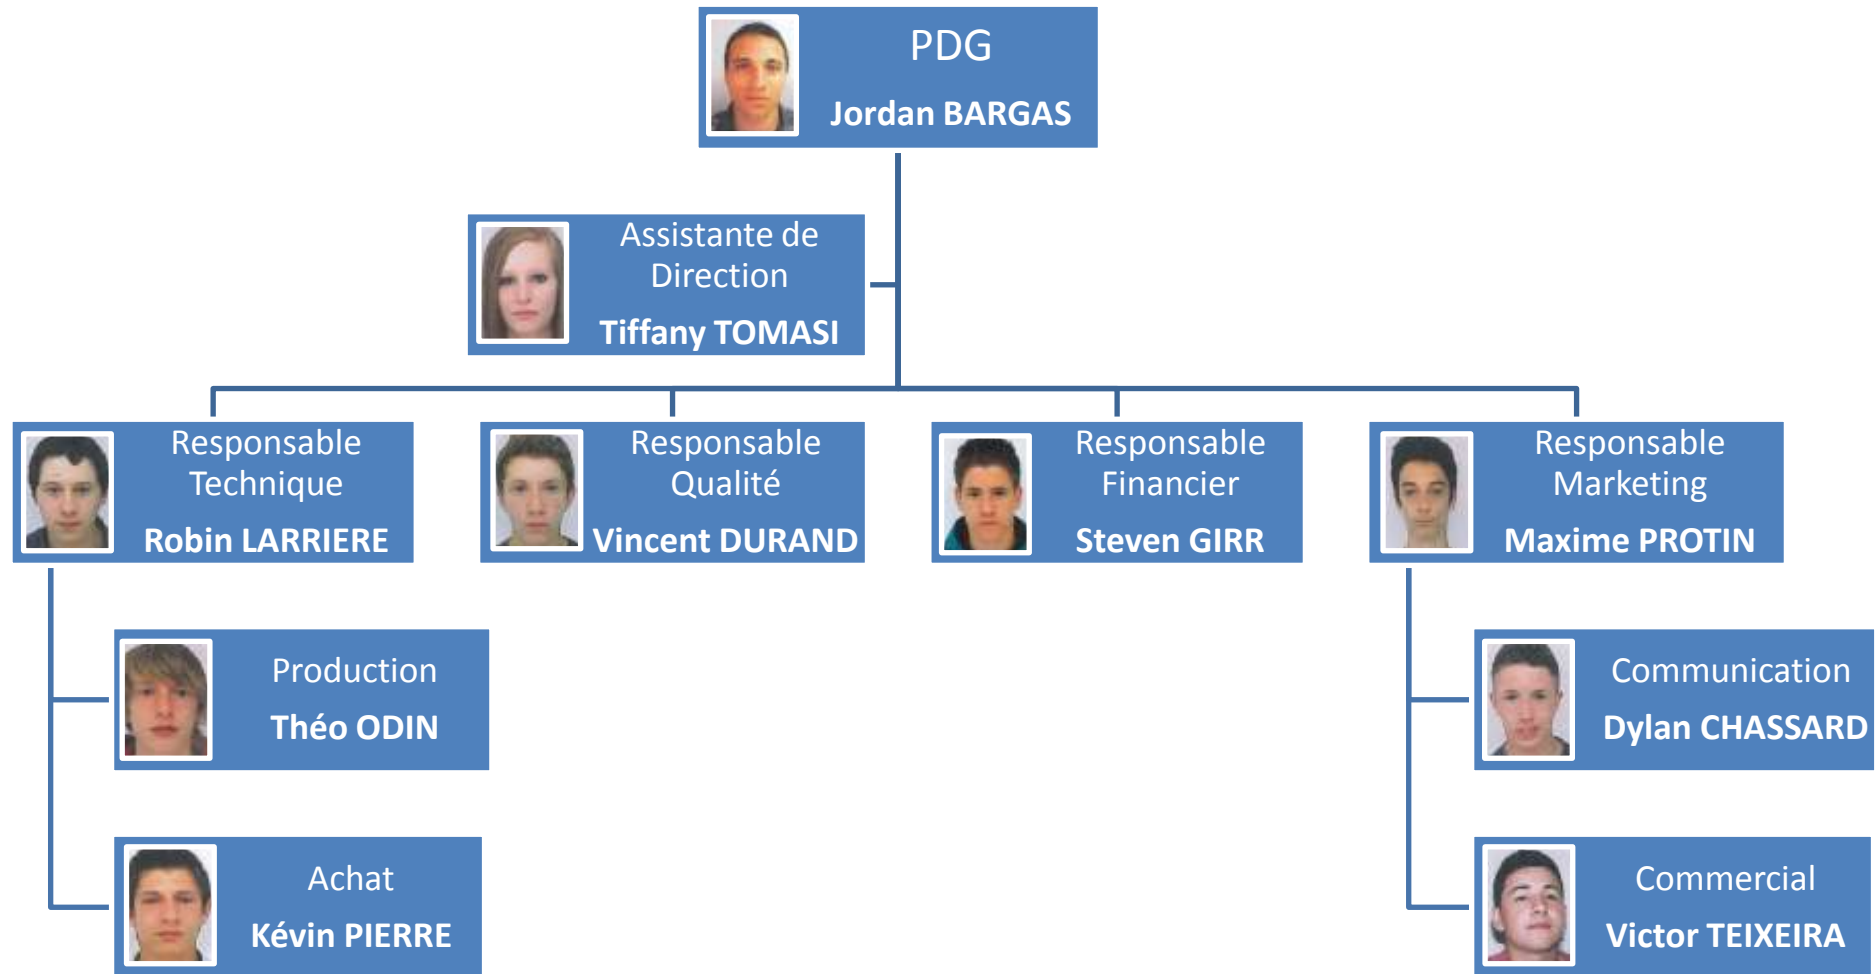 PDG
Jordan BARGAS
Assistante de
Direction
Tiffany TOMASI
Responsable
Technique
Robin LARRIERE
Responsable
Qualité
Vincent DURAND
Responsable
Financier
Steven GIRR
Responsable
Marketing
Maxime PROTIN
Production
Théo ODIN
Communication
Dylan CHASSARD
Achat
Kévin PIERRE
Commercial
Victor TEIXEIRA